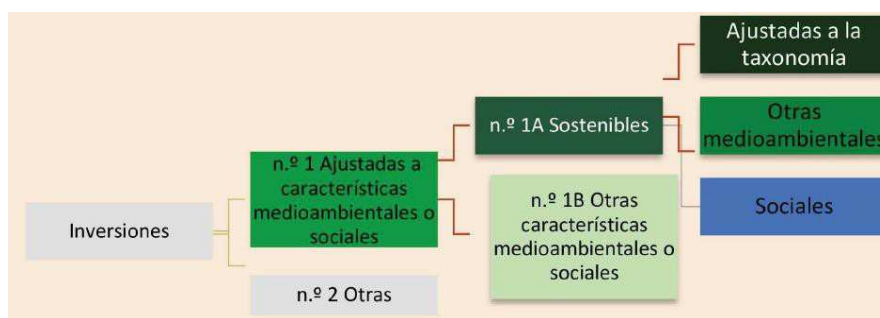 Inversiones
n.º 1 Ajustadas a
características
medioambientales o
sociales
n.º 2 Otras
n.º 1A Sostenibles
n.º 1B Otras
características
medioambientales o
sociales
Ajustadas a la
taxonomía
Otras
medioambientales
Sociales